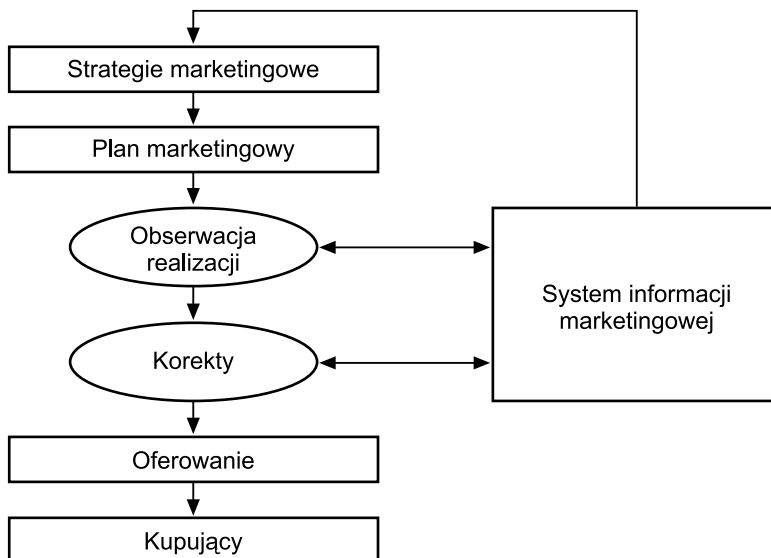 Strategie marketingowe
Plan marketingowy
Obserwacja
realizacji
System informacji
marketingowej
Korekty
Oferowanie
Kupujący